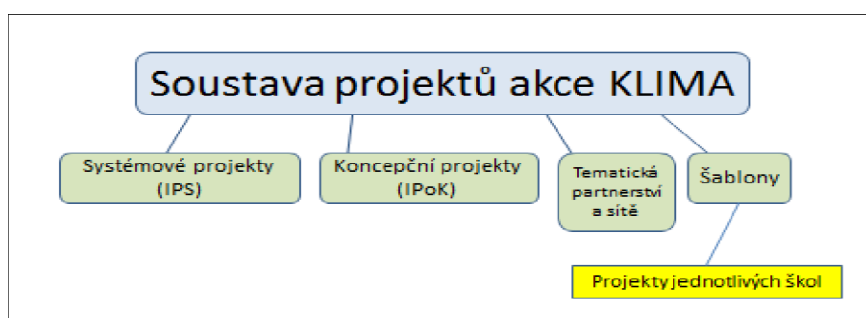 Soustava projektů akce KLIMA
Systémové projekty
(IPS)
Koncepční projekty
(IPoK)
Tematická
partnerství
a sítě
Šablony
Projekty jednotlivých škol